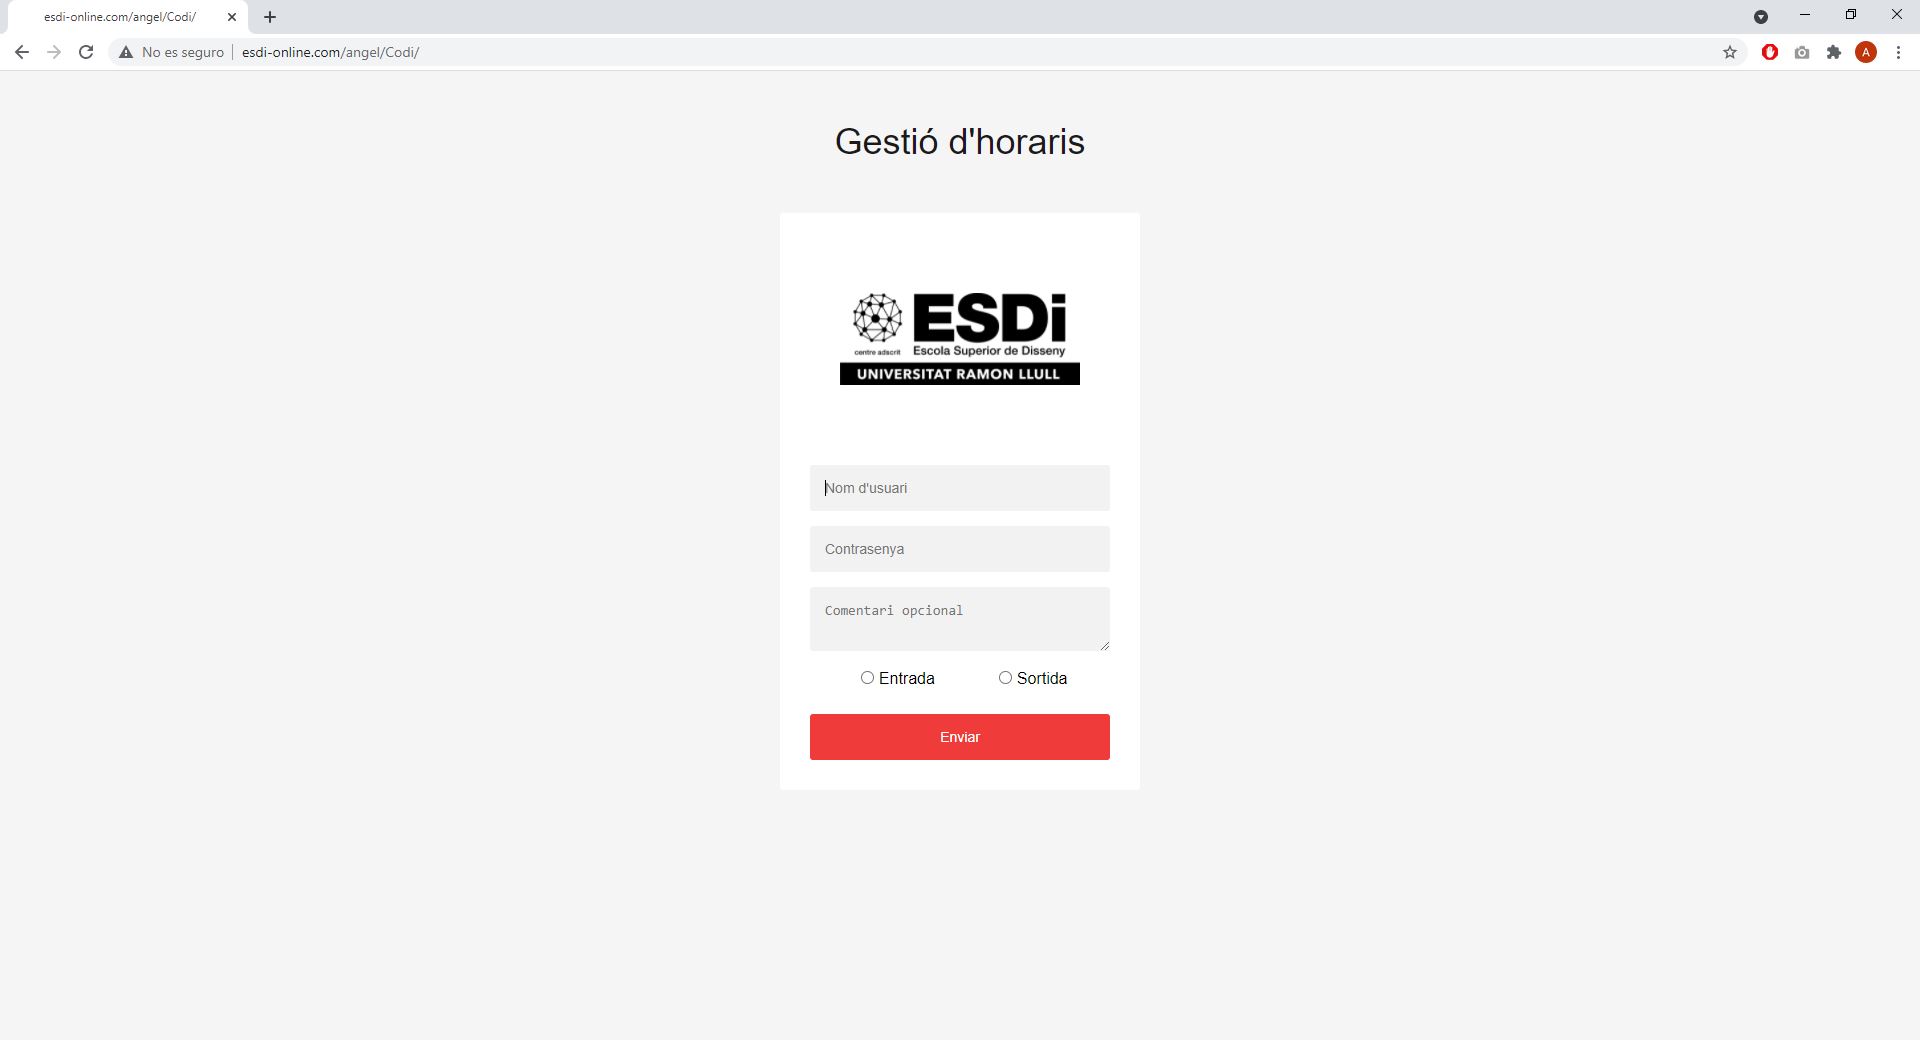 esdi-online.com/angel/Codi/
No es seguro esdi-online.com/angel/Codi/
A
Gestió d'horaris
ESDi
centre adscrit Escola Superior de Disseny
UNIVERSITAT RAMON LLULL
Nom d'usuari
Contrasenya
Comentari opcional
Entrada Sortida
Enviar